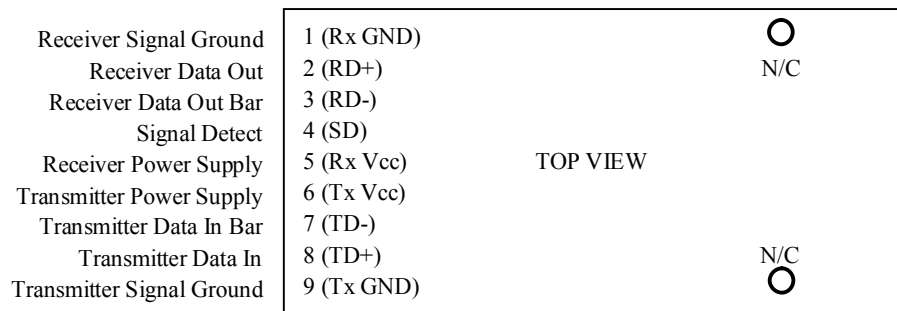 Receiver Signal Ground 1 (Rx GND)
Receiver Data Out 2 (RD+) N/C
Receiver Data Out Bar 3 (RD-)
Signal Detect 4 (SD)
Receiver Power Supply 5 (Rx Vcc) TOP VIEW
Transmitter Power Supply 6 (Tx Vcc)
Transmitter Data In Bar 7 (TD-)
Transmitter Data In 8 (TD+) N/C
Transmitter Signal Ground 9 (Tx GND)